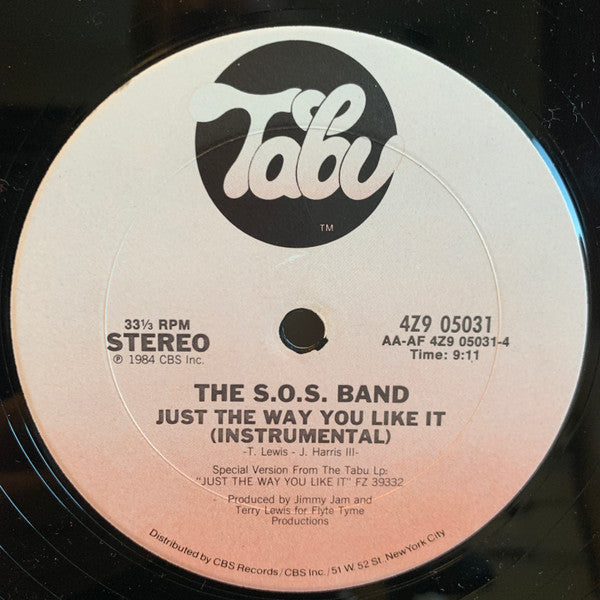 Tabu
TM
33⅓ RPM
STEREO
℗ 1984 CBS Inc.
4Z9 05031
AA-AF 4Z9 05031-4
Time: 9:11
THE S.O.S. BAND
JUST THE WAY YOU LIKE IT
(INSTRUMENTAL)
-T. Lewis - J. Harris III-
Special Version From The Tabu Lp:
"JUST THE WAY YOU LIKE IT" FZ 39332
Produced by Jimmy Jam and
Terry Lewis for Flyte Tyme
Productions
Distributed by CBS Records/CBS Inc./51 W. 52 St. New York City